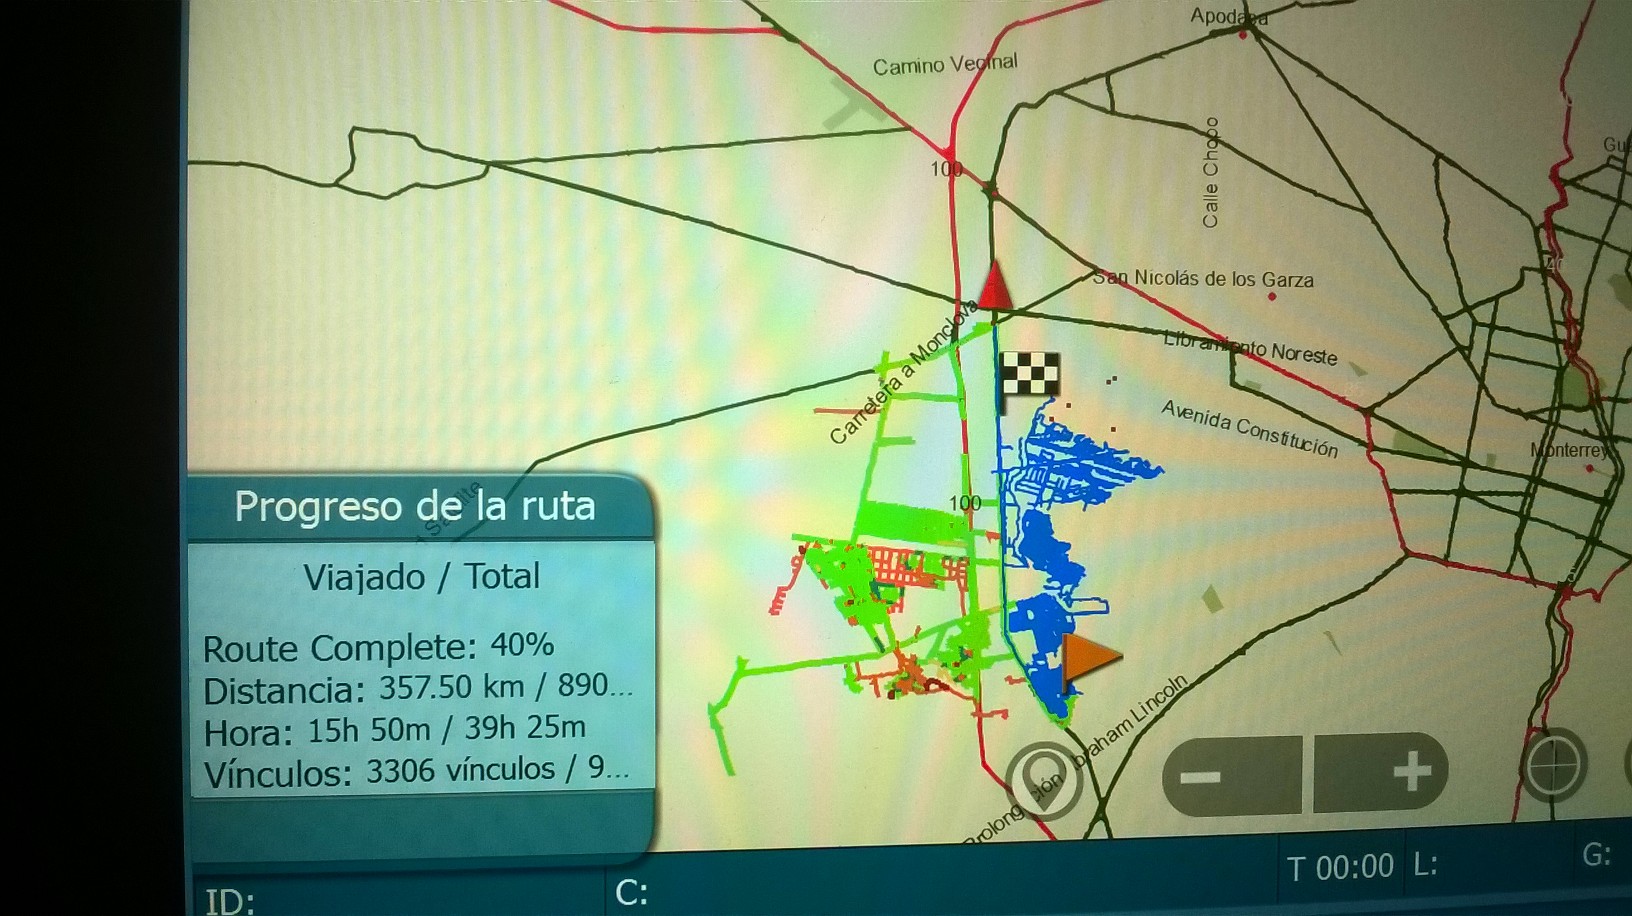 Apodaca
Camino Vecinal
100
Calle Chopo
San Nicolás de los Garza
Carretera a Monclova
Libramiento Noreste
Avenida Constitución
Monterrey
100
Progreso de la ruta
Viajado / Total
Route Complete: 40%
Distancia: 357.50 km / 890...
Hora: 15h 50m / 39h 25m
Vínculos: 3306 vínculos / 9...
Abraham Lincoln
T 00:00
L:
G:
ID:
C: